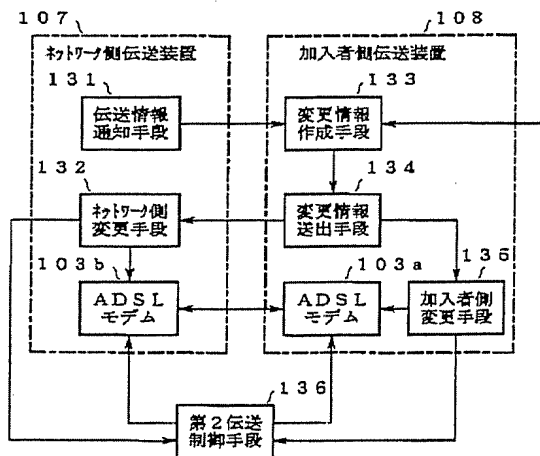 107
108
ネットワーク側伝送装置
加入者側伝送装置
131
133
伝送情報
通知手段
変更情報
作成手段
132
134
ネットワーク側
変更手段
変更情報
送出手段
103b
103a
135
ADSL
モデム
ADSL
モデム
加入者側
変更手段
136
第2伝送
制御手段